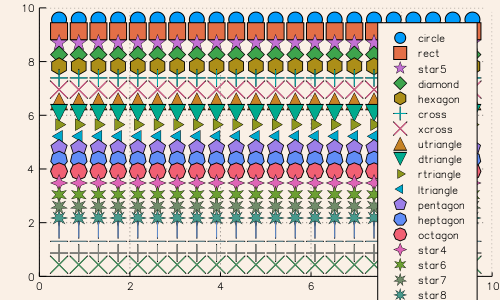 10
8
6
4
2
0
0
2
4
6
10
circle
rect
star5
diamond
hexagon
cross
xcross
utriangle
dtriangle
rtriangle
ltriangle
pentagon
heptagon
octagon
star4
star6
star7
star8